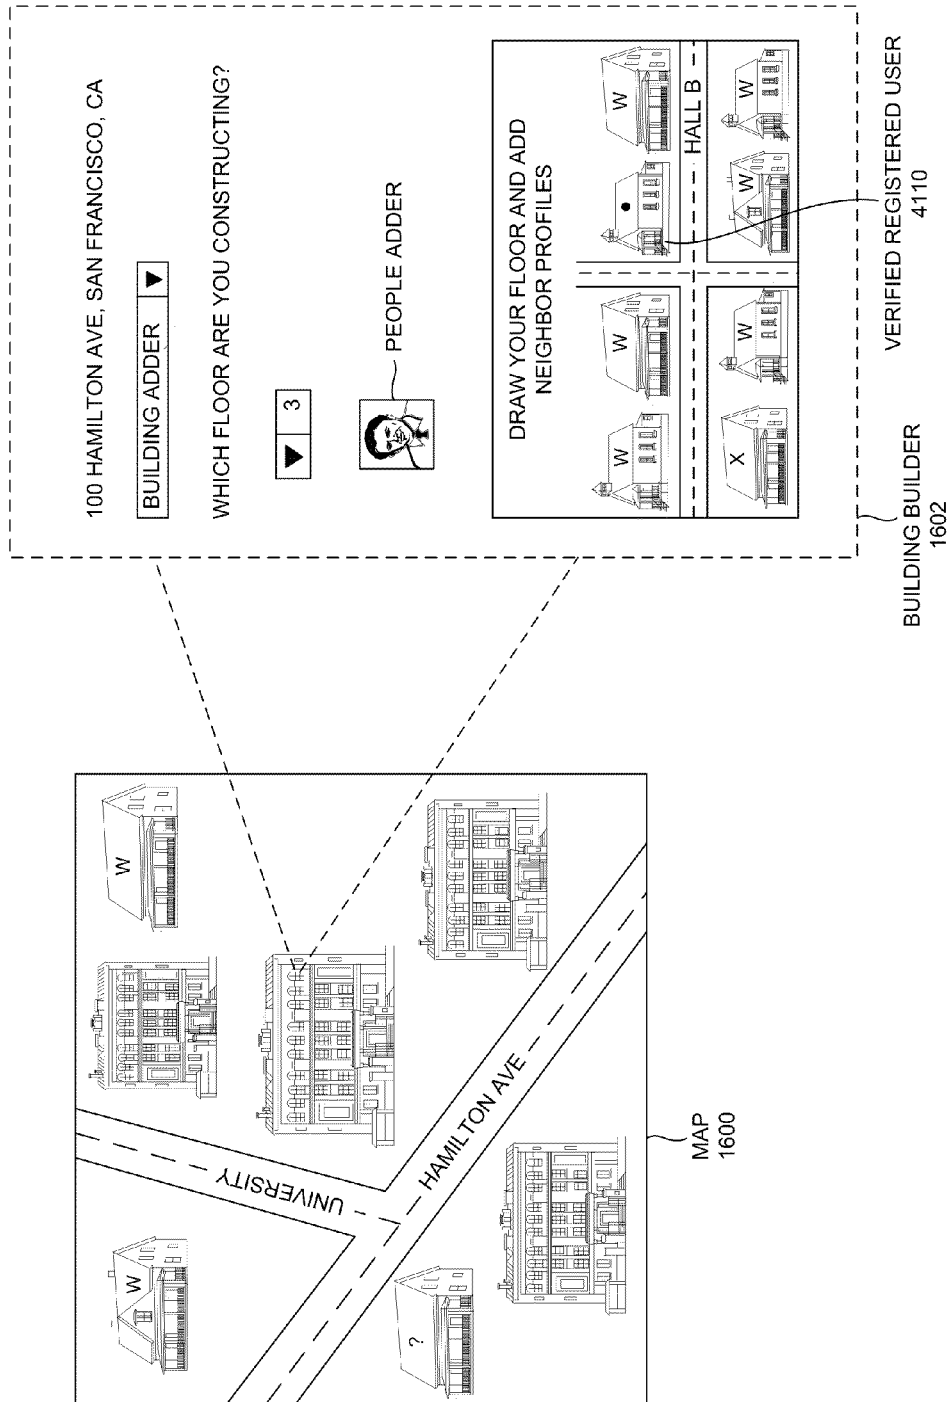 100 HAMILTON AVE, SAN FRANCISCO, CA
BUILDING ADDER
WHICH FLOOR ARE YOU CONSTRUCTING?
3
PEOPLE ADDER
DRAW YOUR FLOOR AND ADD
NEIGHBOR PROFILES
W
W
W
HALL B
X
W
W
W
VERIFIED REGISTERED USER
4110
BUILDING BUILDER
1602
W
W
UNIVERSITY
HAMILTON AVE
?
MAP
1600